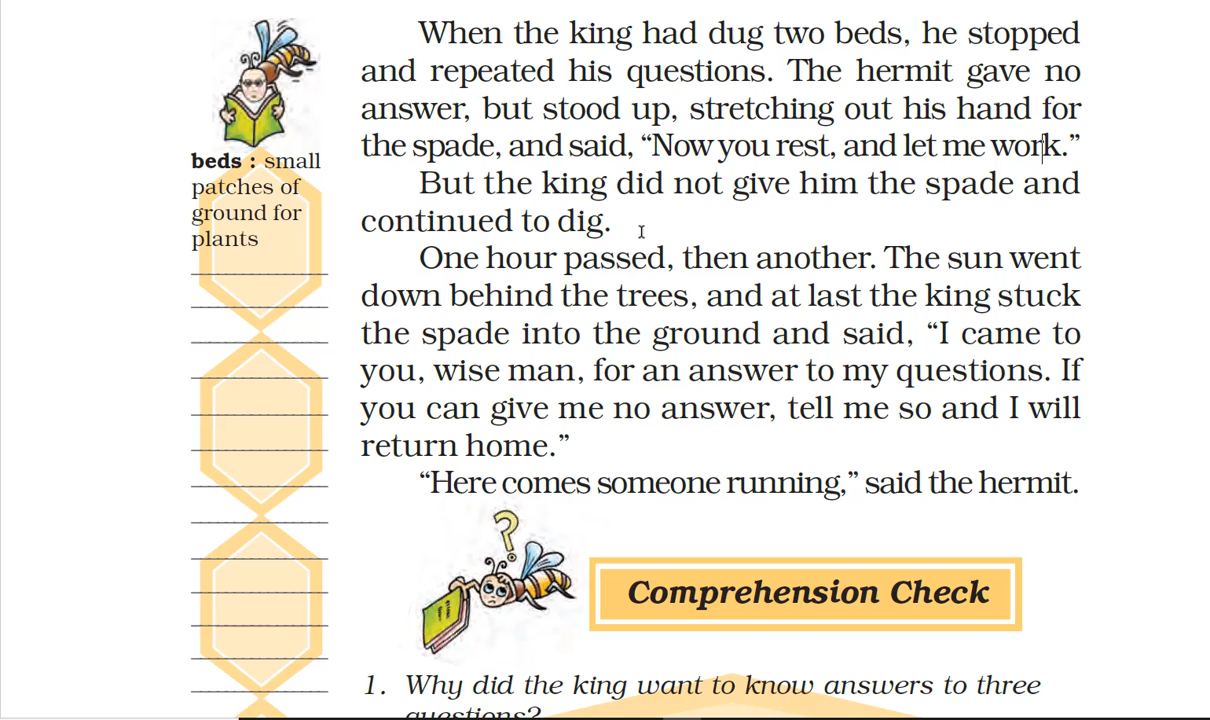 When the king had dug two beds, he stopped
and repeated his questions. The hermit gave no
answer, but stood up, stretching out his hand for
the spade, and said, “Now you rest, and let me work.”
But the king did not give him the spade and
continued to dig.
One hour passed, then another. The sun went
down behind the trees, and at last the king stuck
the spade into the ground and said, “I came to
you, wise man, for an answer to my questions. If
you can give me no answer, tell me so and I will
return home.”
“Here comes someone running,” said the hermit.
beds : small
patches of
ground for
plants
Comprehension Check
1. Why did the king want to know answers to three
questions?